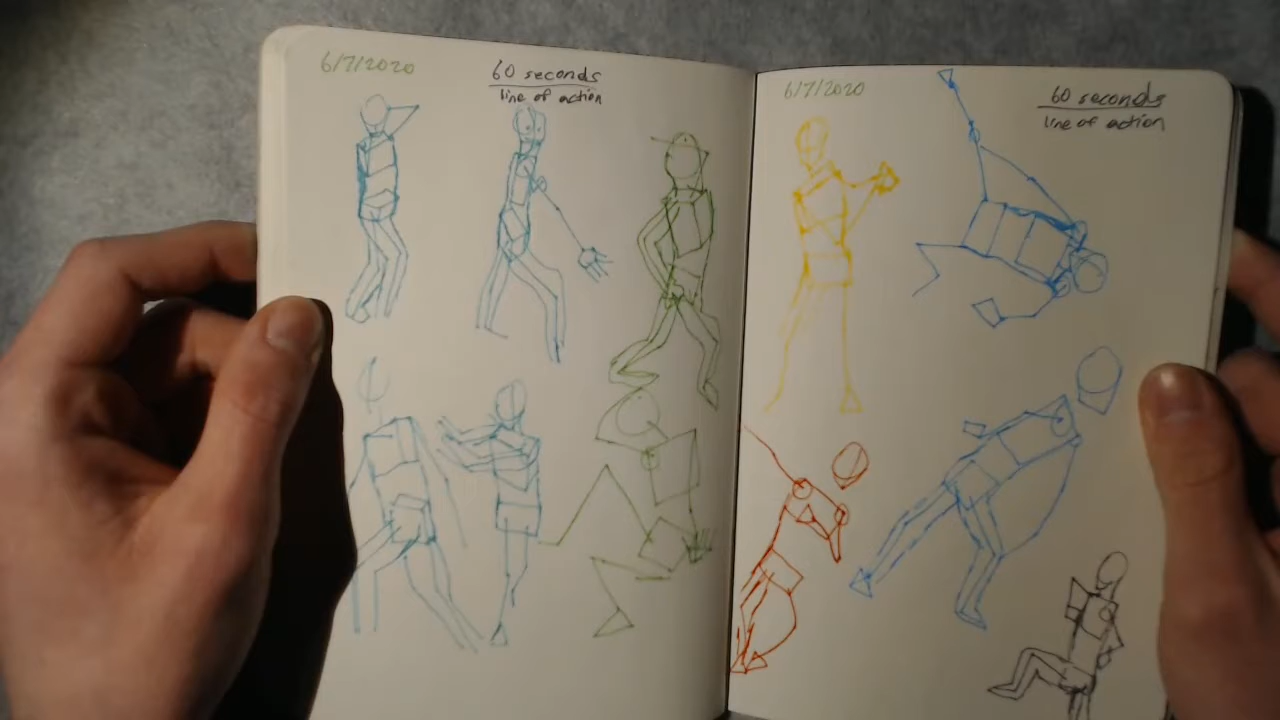 6/7/2020
60 seconds
line of action
6/7/2020
60 seconds
line of action